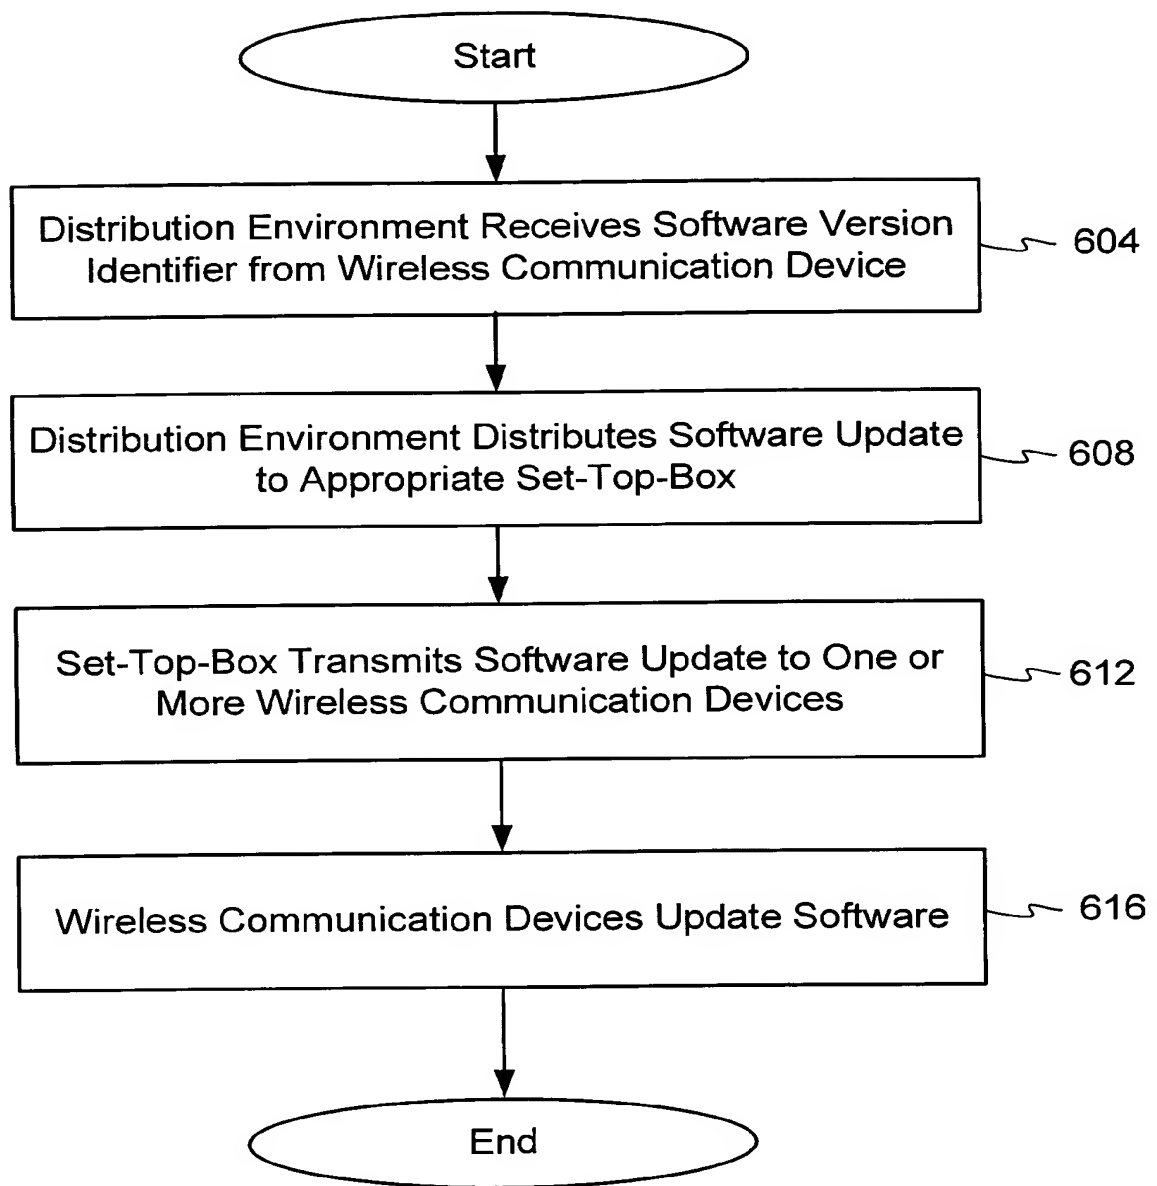 Start
Distribution Environment Receives Software Version
Identifier from Wireless Communication Device
604
Distribution Environment Distributes Software Update
to Appropriate Set-Top-Box
608
Set-Top-Box Transmits Software Update to One or
More Wireless Communication Devices
612
Wireless Communication Devices Update Software
616
End